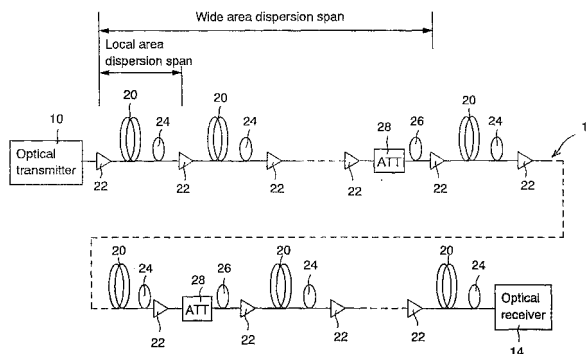 Wide area dispersion span
Local area
dispersion span
20 20 20
10 24 24 28 26 24
Optical
transmitter
ATT
1
22 22 22 22 22 22
20 20 20
24 28 26 24 24
ATT
Optical
receiver
22 22 22 22
14